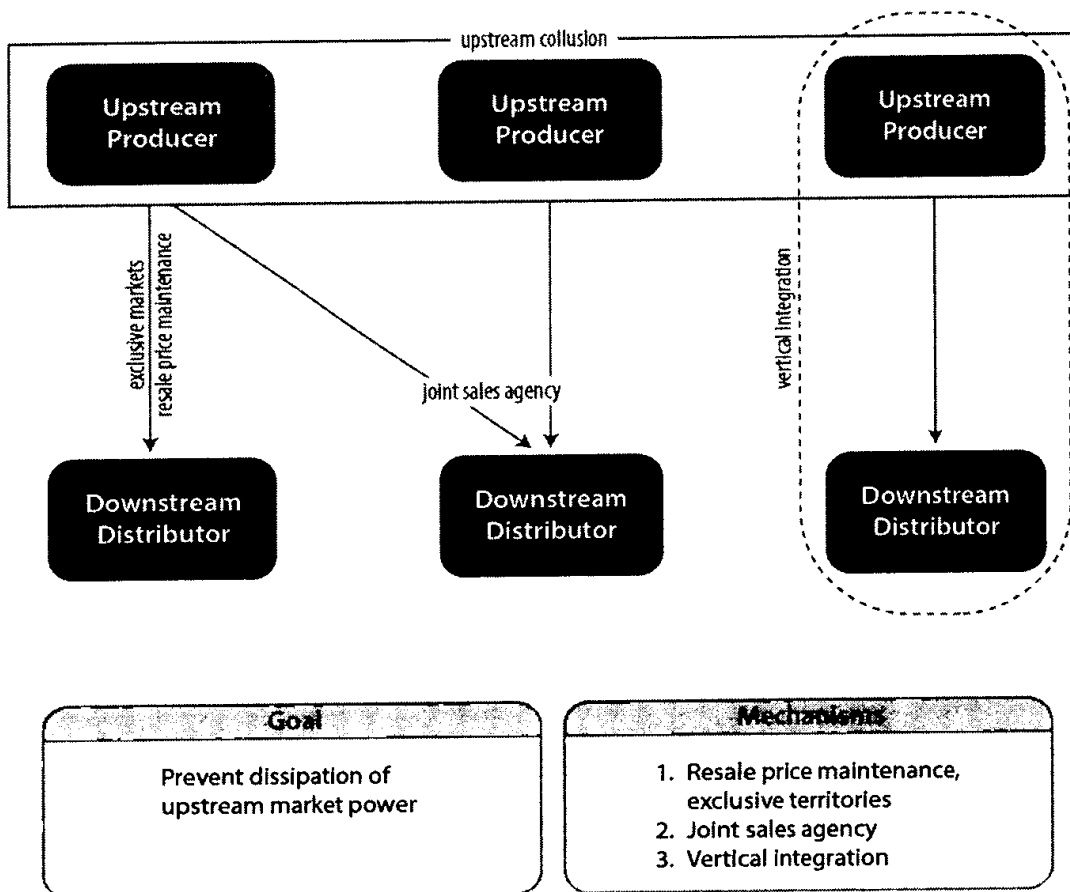 upstream collusion
Upstream
Producer
Upstream
Producer
Upstream
Producer
exclusive markets
resale price maintenance
joint sales agency
vertical integration
Downstream
Distributor
Downstream
Distributor
Downstream
Distributor
Goal
Prevent dissipation of
upstream market power
Mechanisms
1. Resale price maintenance,
exclusive territories
2. Joint sales agency
3. Vertical integration